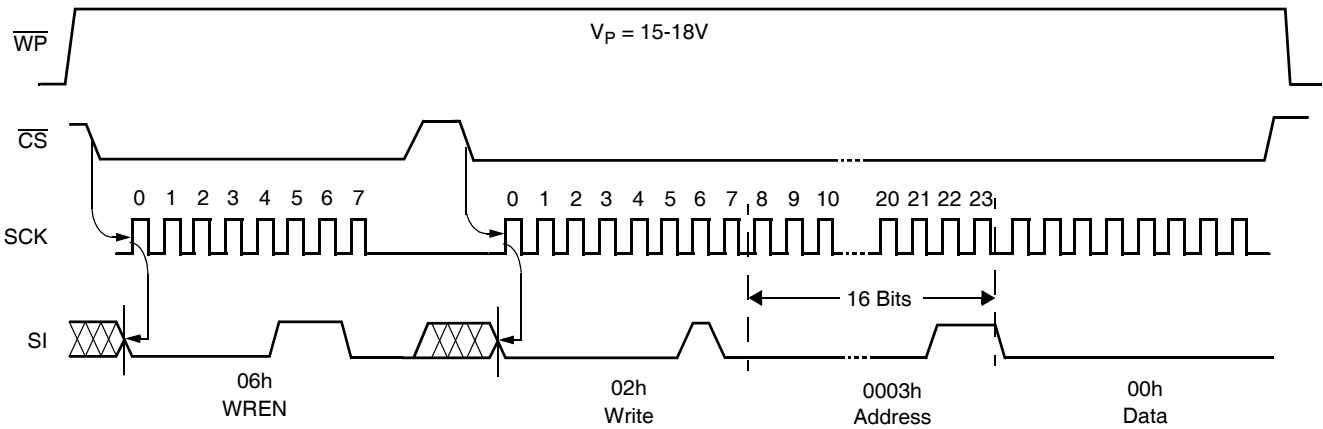 WP
V_P = 15-18V
CS
0 1 2 3 4 5 6 7 0 1 2 3 4 5 6 7 8 9 10 20 21 22 23
SCK
16 Bits
SI
06h 02h 0003h 00h
WREN Write Address Data